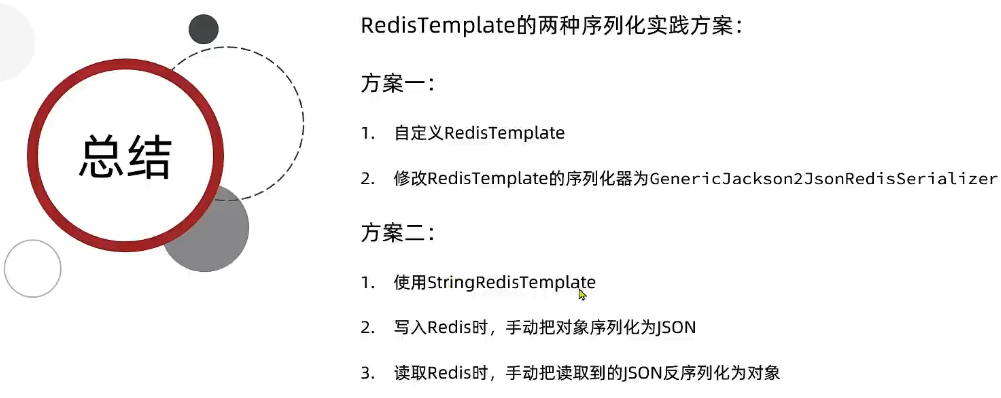 总结
RedisTemplate的两种序列化实践方案：
方案一：
1. 自定义RedisTemplate
2. 修改RedisTemplate的序列化器为GenericJackson2JsonRedisSerializer
方案二：
1. 使用StringRedisTemplate
2. 写入Redis时，手动把对象序列化为JSON
3. 读取Redis时，手动把读取到的JSON反序列化为对象